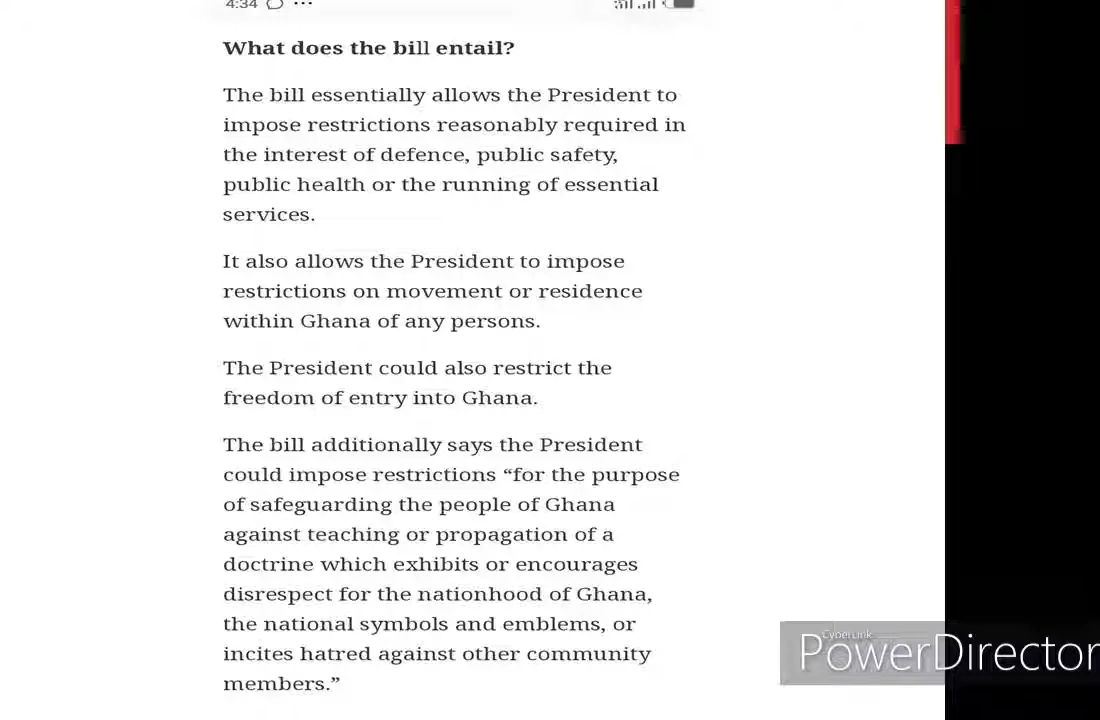 4:34
What does the bill entail?
The bill essentially allows the President to
impose restrictions reasonably required in
the interest of defence, public safety,
public health or the running of essential
services.
It also allows the President to impose
restrictions on movement or residence
within Ghana of any persons.
The President could also restrict the
freedom of entry into Ghana.
The bill additionally says the President
could impose restrictions “for the purpose
of safeguarding the people of Ghana
against teaching or propagation of a
doctrine which exhibits or encourages
disrespect for the nationhood of Ghana,
the national symbols and emblems, or
incites hatred against other community
members.”
CyberLink
PowerDirector